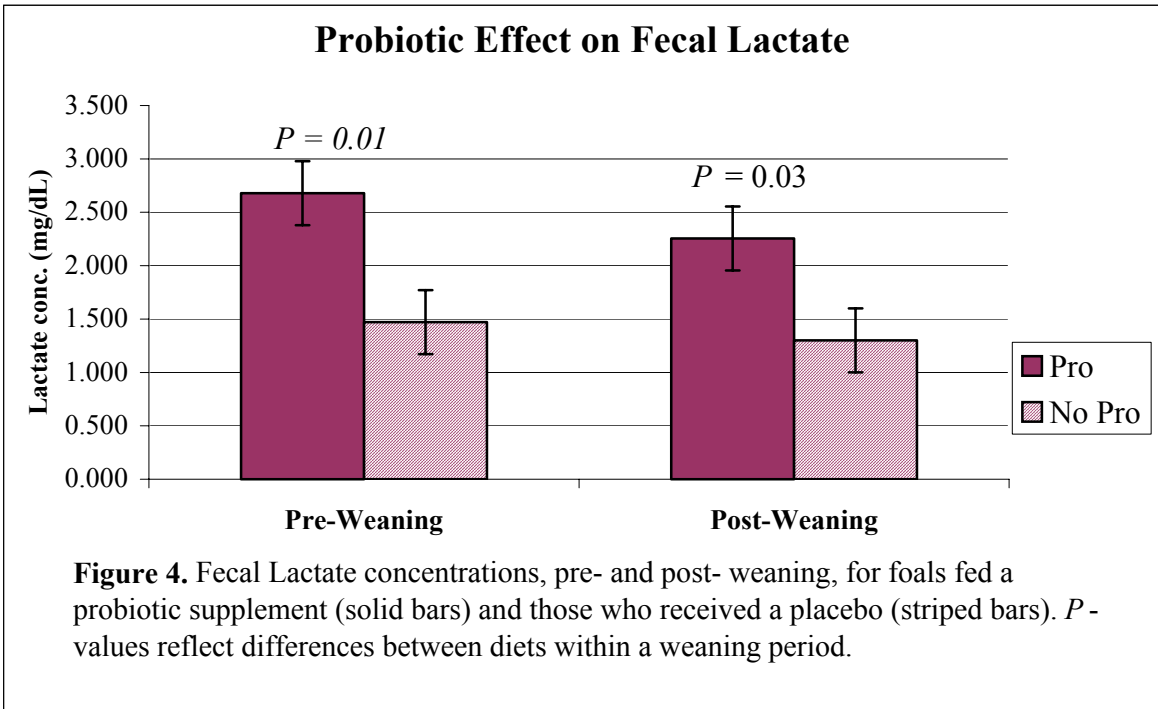 Probiotic Effect on Fecal Lactate
3.500
3.000
2.500
2.000
1.500
1.000
0.500
0.000
Lactate conc. (mg/dL)
P = 0.01
P = 0.03
Pre-Weaning
Post-Weaning
Pro
No Pro
Figure 4. Fecal Lactate concentrations, pre- and post- weaning, for foals fed a
probiotic supplement (solid bars) and those who received a placebo (striped bars). P -
values reflect differences between diets within a weaning period.